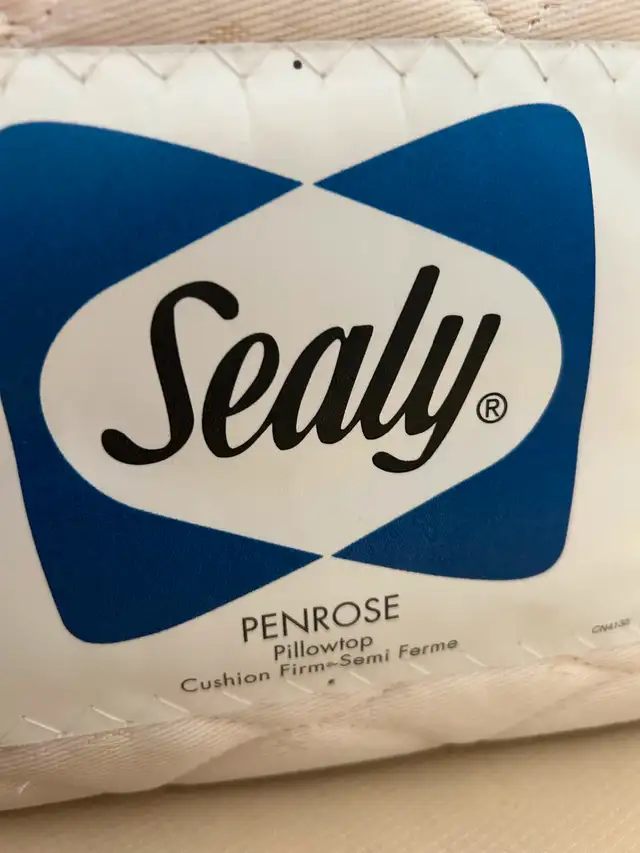 Sealy®
PENROSE
Pillowtop
Cushion Firm~Semi Ferme